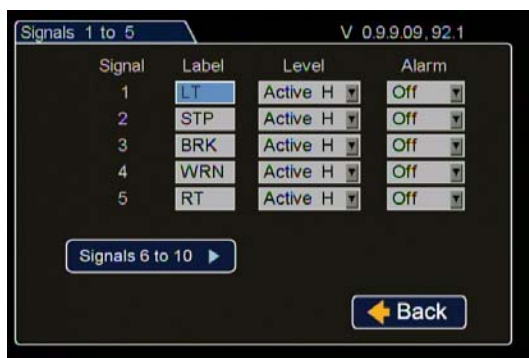 Signals 1 to 5 V 0.9.9.09, 92.1
Signal Label Level Alarm
1 LT Active H Off
2 STP Active H Off
3 BRK Active H Off
4 WRN Active H Off
5 RT Active H Off
Signals 6 to 10
Back